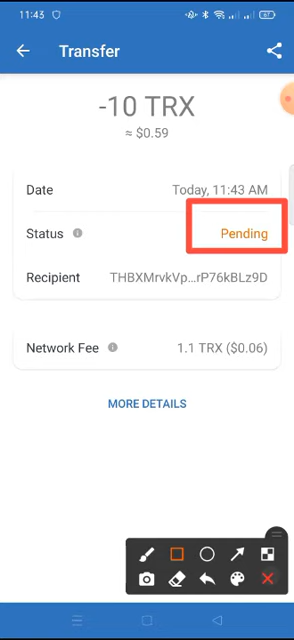 11:43
Transfer
-10 TRX
≈ $0.59
Date Today, 11:43 AM
Status Pending
Recipient THBXMrvkVp...rP76kBLz9D
Network Fee 1.1 TRX ($0.06)
MORE DETAILS